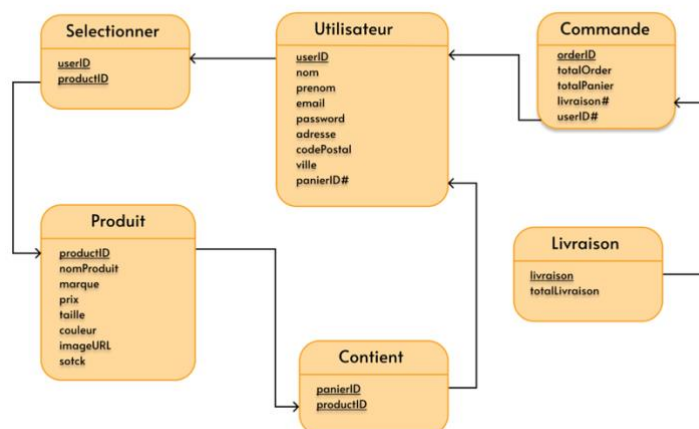 Selectionner
userID
productID
Utilisateur
userID
nom
prenom
email
password
adresse
codePostal
ville
panierID#
Commande
orderID
totalOrder
totalPanier
livraison#
userID#
Produit
productID
nomProduit
marque
prix
taille
couleur
imageURL
sotck
Contient
panierID
productID
Livraison
livraison
totalLivraison